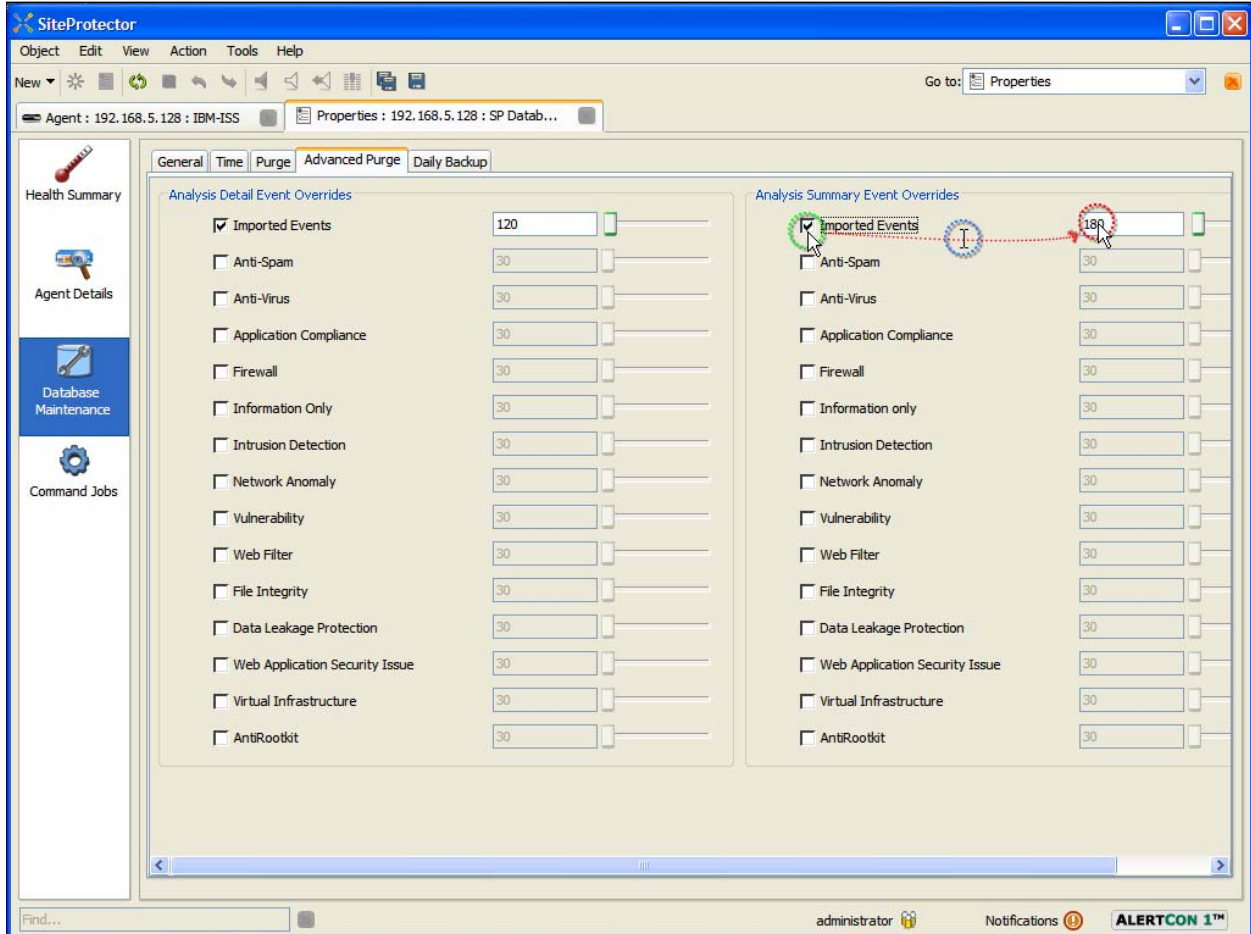 SiteProtector
Object Edit View Action Tools Help
New Go to: Properties
Agent : 192.168.5.128 : IBM-ISS Properties : 192.168.5.128 : SP Datab...
Health Summary
Agent Details
Database
Maintenance
Command Jobs
General Time Purge Advanced Purge Daily Backup
Analysis Detail Event Overrides
Imported Events 120
Anti-Spam 30
Anti-Virus 30
Application Compliance 30
Firewall 30
Information Only 30
Intrusion Detection 30
Network Anomaly 30
Vulnerability 30
Web Filter 30
File Integrity 30
Data Leakage Protection 30
Web Application Security Issue 30
Virtual Infrastructure 30
AntiRootkit 30
Analysis Summary Event Overrides
Imported Events 180
Anti-Spam 30
Anti-Virus 30
Application Compliance 30
Firewall 30
Information only 30
Intrusion Detection 30
Network Anomaly 30
Vulnerability 30
Web Filter 30
File Integrity 30
Data Leakage Protection 30
Web Application Security Issue 30
Virtual Infrastructure 30
AntiRootkit 30
Find... administrator Notifications ALERTCON 1™